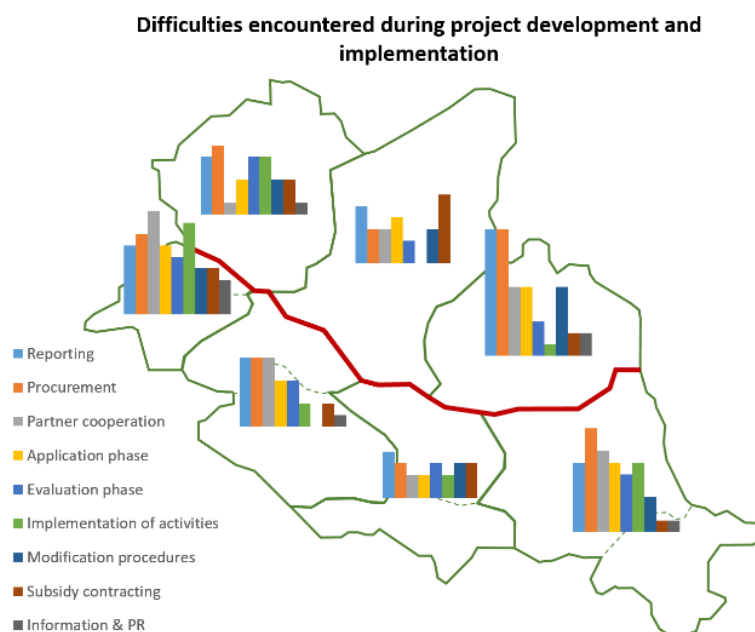 Difficulties encountered during project development and
implementation
Reporting
Procurement
Partner cooperation
Application phase
Evaluation phase
Implementation of activities
Modification procedures
Subsidy contracting
Information & PR